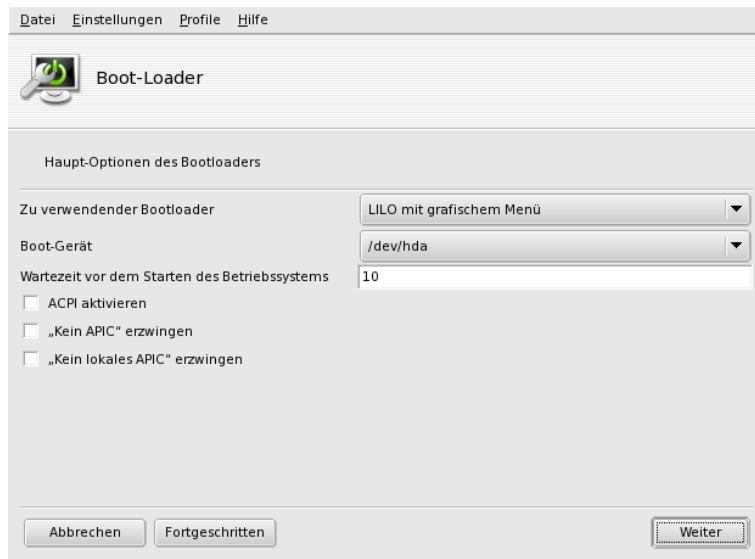 Datei Einstellungen Profile Hilfe
Boot-Loader
Haupt-Optionen des Bootloaders
Zu verwendender Bootloader LILO mit grafischem Menü
Boot-Gerät /dev/hda
Wartezeit vor dem Starten des Betriebssystems 10
ACPI aktivieren
„Kein APIC“ erzwingen
„Kein lokales APIC“ erzwingen
Abbrechen Fortgeschritten Weiter